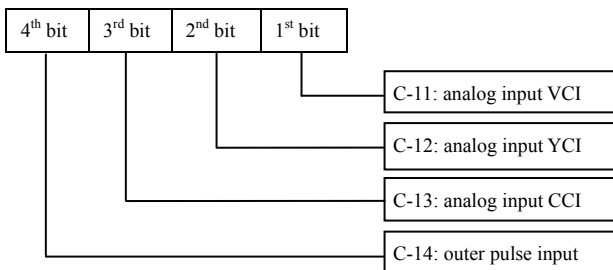 4th bit 3rd bit 2nd bit 1st bit
C-11: analog input VCI
C-12: analog input YCI
C-13: analog input CCI
C-14: outer pulse input